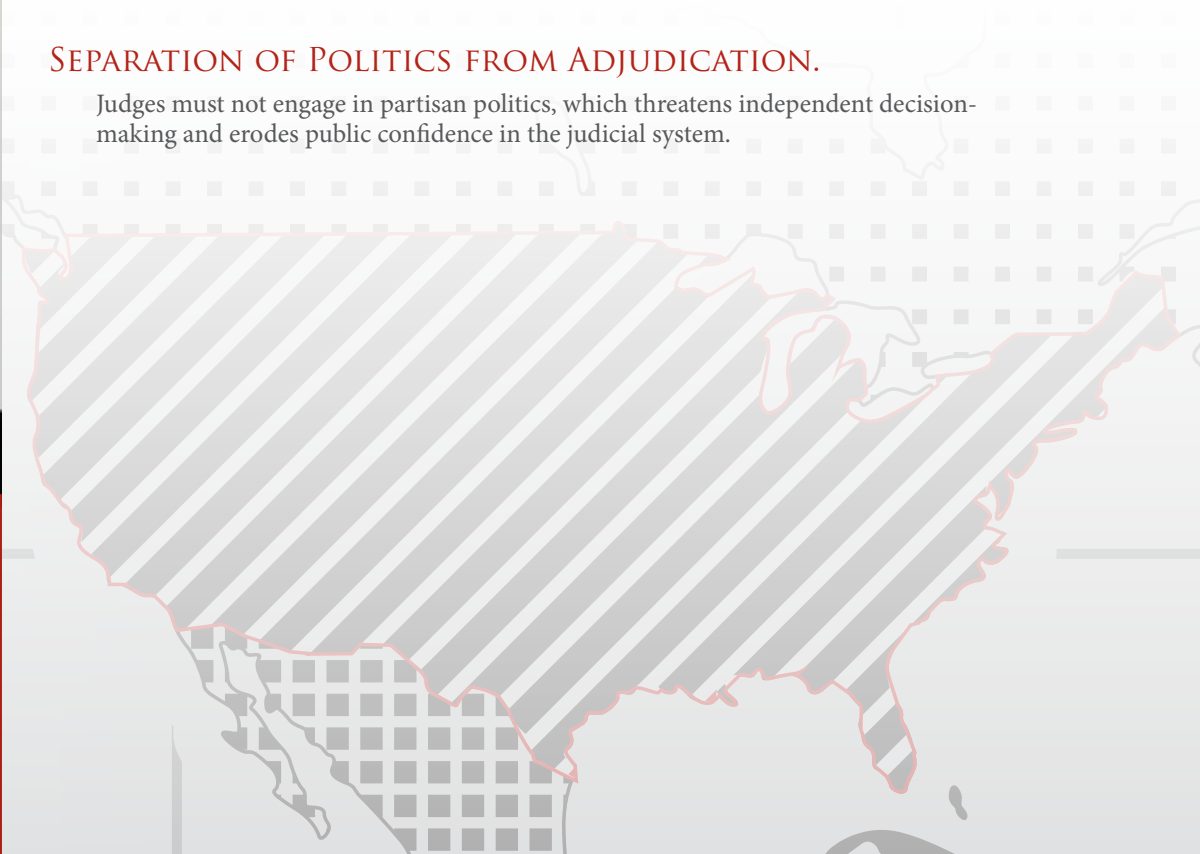 Separation of Politics from Adjudication.
Judges must not engage in partisan politics, which threatens independent decision-
making and erodes public confidence in the judicial system.